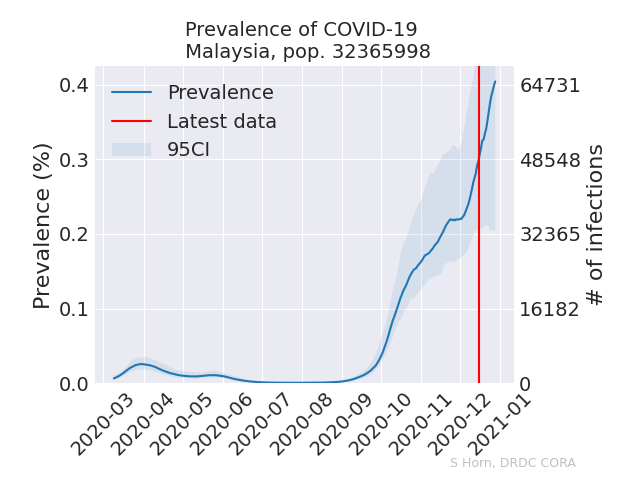 Prevalence of COVID-19
Malaysia, pop. 32365998
Prevalence
Latest data
95CI
Prevalence (%)
0.4
0.3
0.2
0.1
0.0
64731
48548
32365
16182
0
# of infections
2020-03
2020-04
2020-05
2020-06
2020-07
2020-08
2020-09
2020-10
2020-11
2020-12
2021-01
S Horn, DRDC CORA